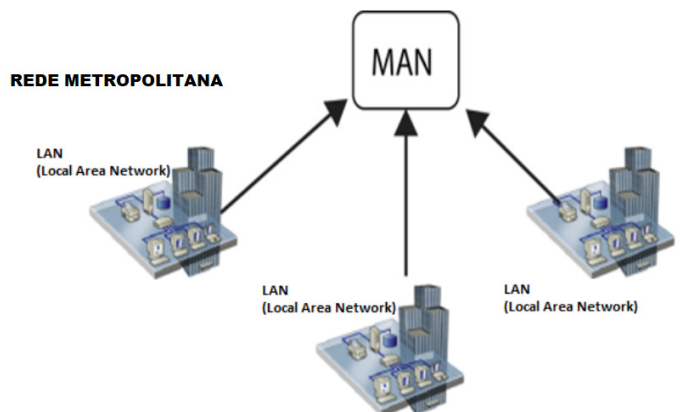 MAN
REDE METROPOLITANA
LAN
(Local Area Network)
LAN
(Local Area Network)
LAN
(Local Area Network)